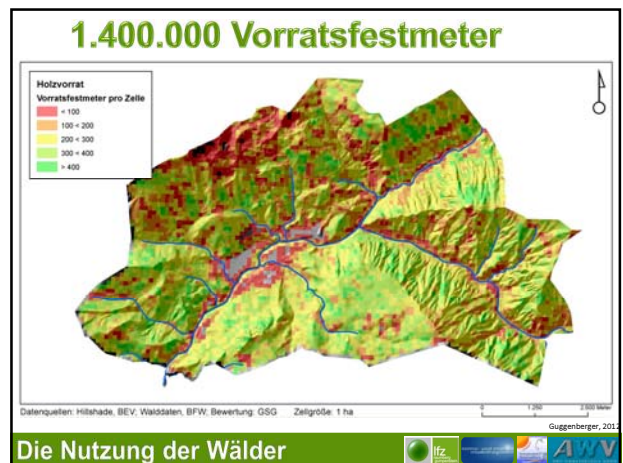 1.400.000 Vorratsfestmeter
Holzvorrat
Vorratsfestmeter pro Zelle
< 100
100 < 200
200 < 300
300 < 400
> 400
Datenquellen: Hillshade, BEV; Walddaten, BFW; Bewertung: GSG Zellgröße: 1 ha
0 1.250 2.500 Meter
Guggenberger, 2012
Die Nutzung der Wälder
lfz
AWV